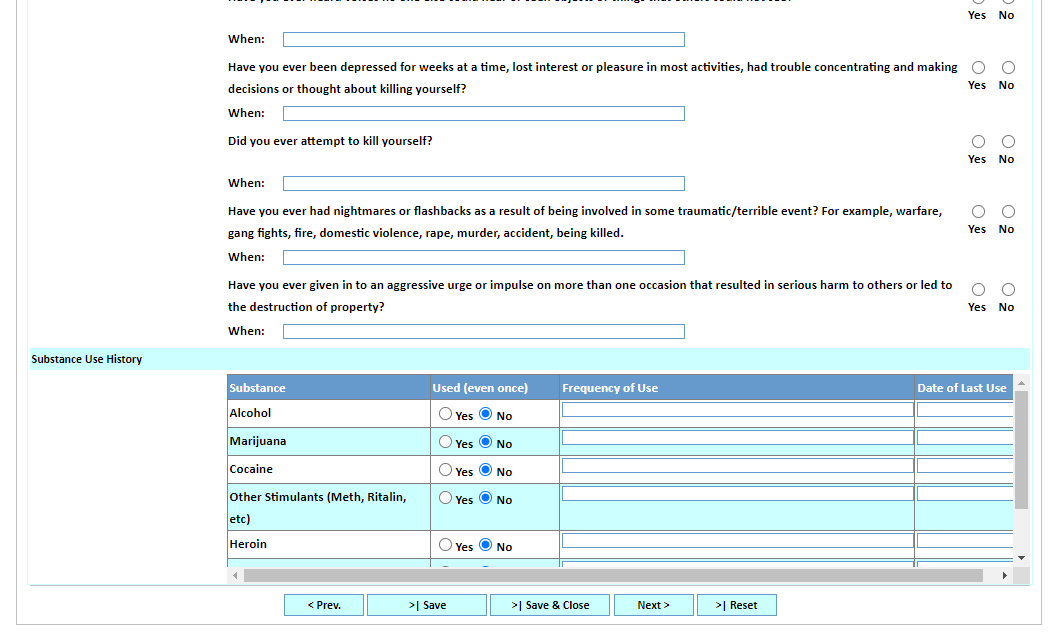 Yes No
When:
Have you ever been depressed for weeks at a time, lost interest or pleasure in most activities, had trouble concentrating and making
decisions or thought about killing yourself?
Yes No
When:
Did you ever attempt to kill yourself?
Yes No
When:
Have you ever had nightmares or flashbacks as a result of being involved in some traumatic/terrible event? For example, warfare,
gang fights, fire, domestic violence, rape, murder, accident, being killed.
Yes No
When:
Have you ever given in to an aggressive urge or impulse on more than one occasion that resulted in serious harm to others or led to
the destruction of property?
Yes No
When:
Substance Use History
Substance Used (even once) Frequency of Use Date of Last Use
Alcohol Yes No
Marijuana Yes No
Cocaine Yes No
Other Stimulants (Meth, Ritalin, Yes No
etc)
Heroin Yes No
< Prev. >| Save >| Save & Close Next > >| Reset